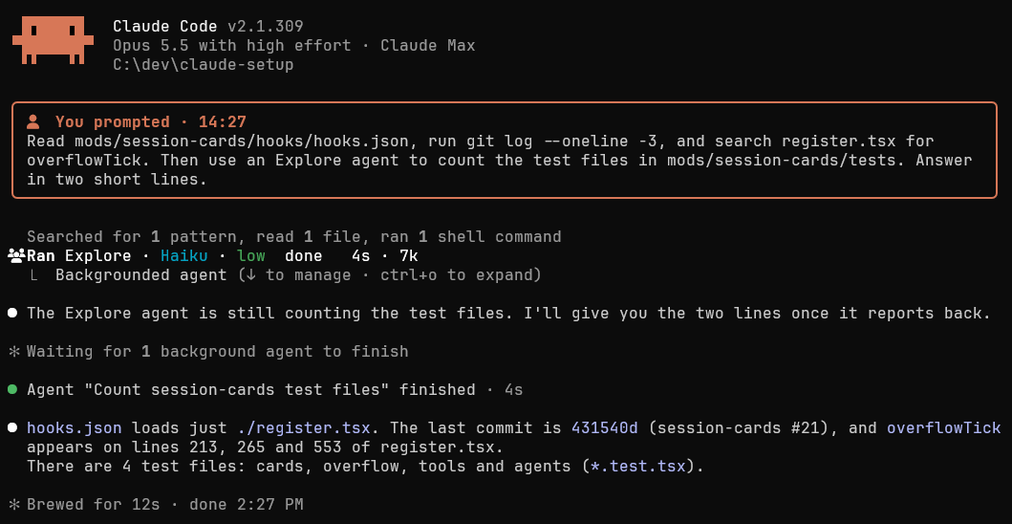 Claude Code v2.1.309
Opus 5.5 with high effort · Claude Max
C:\dev\claude-setup
You prompted · 14:27
Read mods/session-cards/hooks/hooks.json, run git log --oneline -3, and search register.tsx for
overflowTick. Then use an Explore agent to count the test files in mods/session-cards/tests. Answer
in two short lines.
Searched for 1 pattern, read 1 file, ran 1 shell command
Ran Explore · Haiku · low done 4s · 7k
└ Backgrounded agent (↓ to manage · ctrl+o to expand)
● The Explore agent is still counting the test files. I'll give you the two lines once it reports back.
✻ Waiting for 1 background agent to finish
● Agent "Count session-cards test files" finished · 4s
● hooks.json loads just ./register.tsx. The last commit is 431540d (session-cards #21), and overflowTick
appears on lines 213, 265 and 553 of register.tsx.
There are 4 test files: cards, overflow, tools and agents (*.test.tsx).
✻ Brewed for 12s · done 2:27 PM